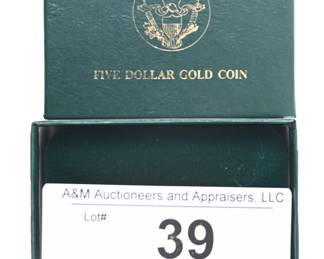 FIVE DOLLAR GOLD COIN
A&M Auctioneers and Appraisers, LLC
Lot#
39